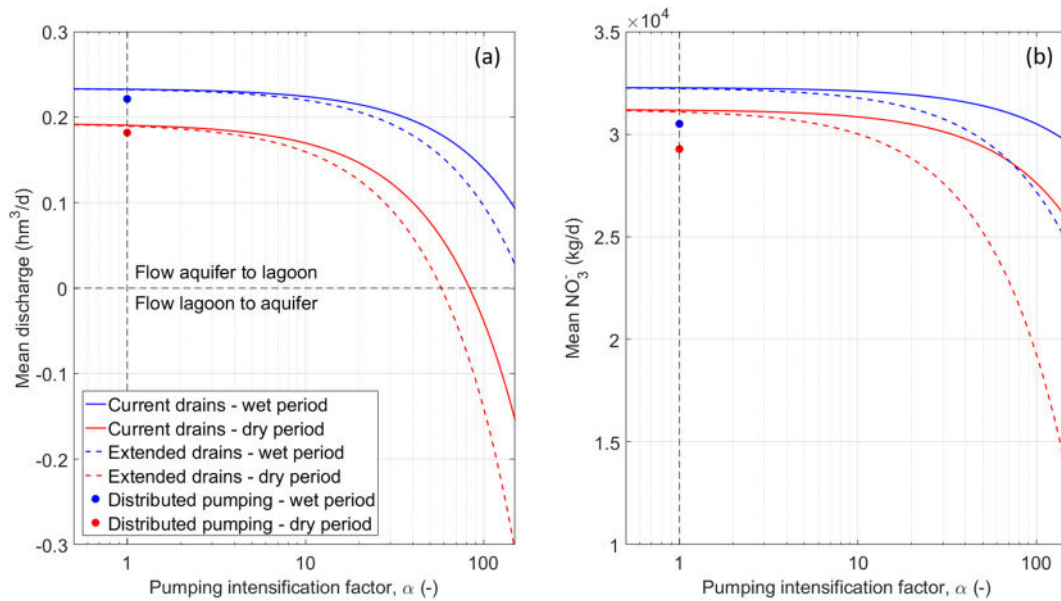 (a)
0.3
0.2
0.1
0
-0.1
-0.2
-0.3
Mean discharge (hm³/d)
Flow aquifer to lagoon
Flow lagoon to aquifer
Current drains - wet period
Current drains - dry period
Extended drains - wet period
Extended drains - dry period
Distributed pumping - wet period
Distributed pumping - dry period
1
10
100
Pumping intensification factor, α (-)
×10⁴
(b)
3.5
3
2.5
2
1.5
1
Mean NO₃⁻ (kg/d)
1
10
100
Pumping intensification factor, α (-)